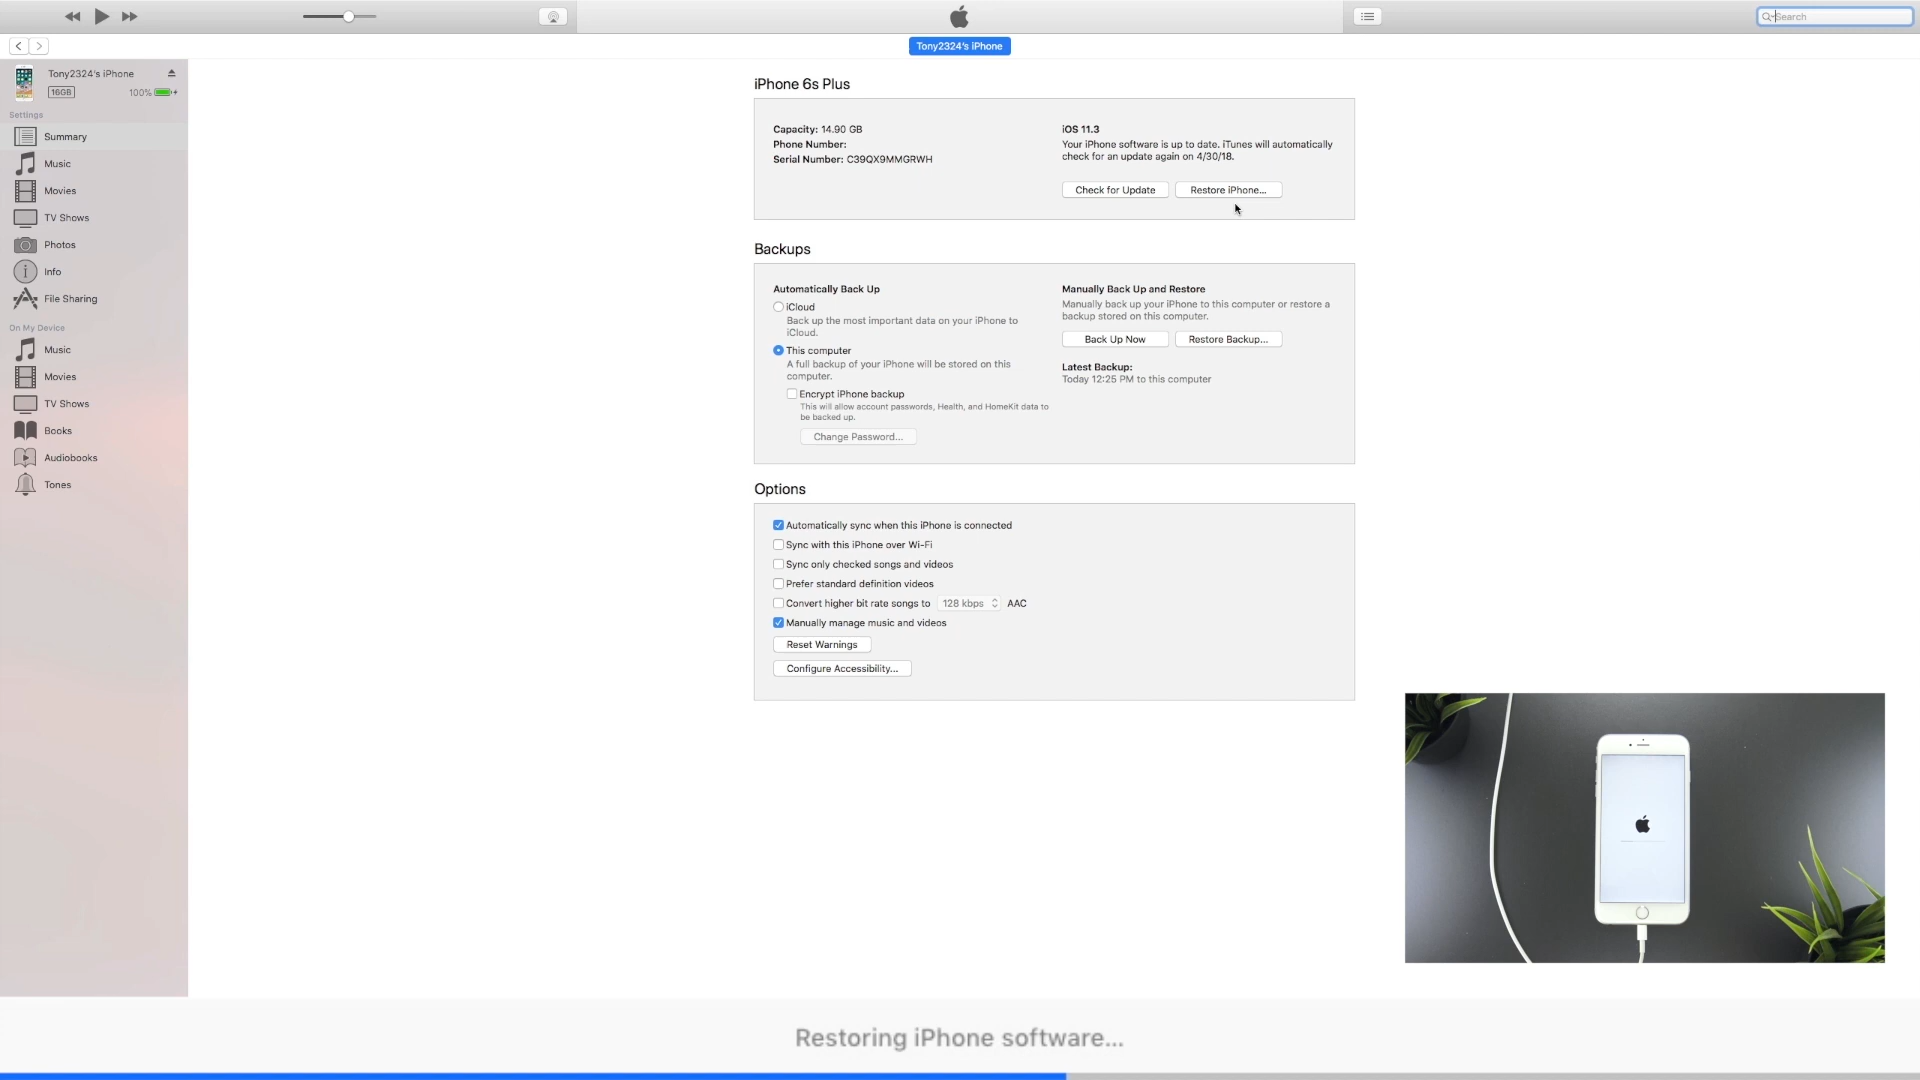 Search
Tony2324's iPhone
Tony2324's iPhone
16GB 100%
Settings
Summary
Music
Movies
TV Shows
Photos
Info
File Sharing
On My Device
Music
Movies
TV Shows
Books
Audiobooks
Tones
iPhone 6s Plus
Capacity: 14.90 GB
Phone Number:
Serial Number: C39QX9MMGRWH
iOS 11.3
Your iPhone software is up to date. iTunes will automatically
check for an update again on 4/30/18.
Check for Update Restore iPhone...
Backups
Automatically Back Up
iCloud
Back up the most important data on your iPhone to
iCloud.
This computer
A full backup of your iPhone will be stored on this
computer.
Encrypt iPhone backup
This will allow account passwords, Health, and HomeKit data to
be backed up.
Change Password...
Manually Back Up and Restore
Manually back up your iPhone to this computer or restore a
backup stored on this computer.
Back Up Now Restore Backup...
Latest Backup:
Today 12:25 PM to this computer
Options
Automatically sync when this iPhone is connected
Sync with this iPhone over Wi-Fi
Sync only checked songs and videos
Prefer standard definition videos
Convert higher bit rate songs to 128 kbps AAC
Manually manage music and videos
Reset Warnings
Configure Accessibility...
Restoring iPhone software...